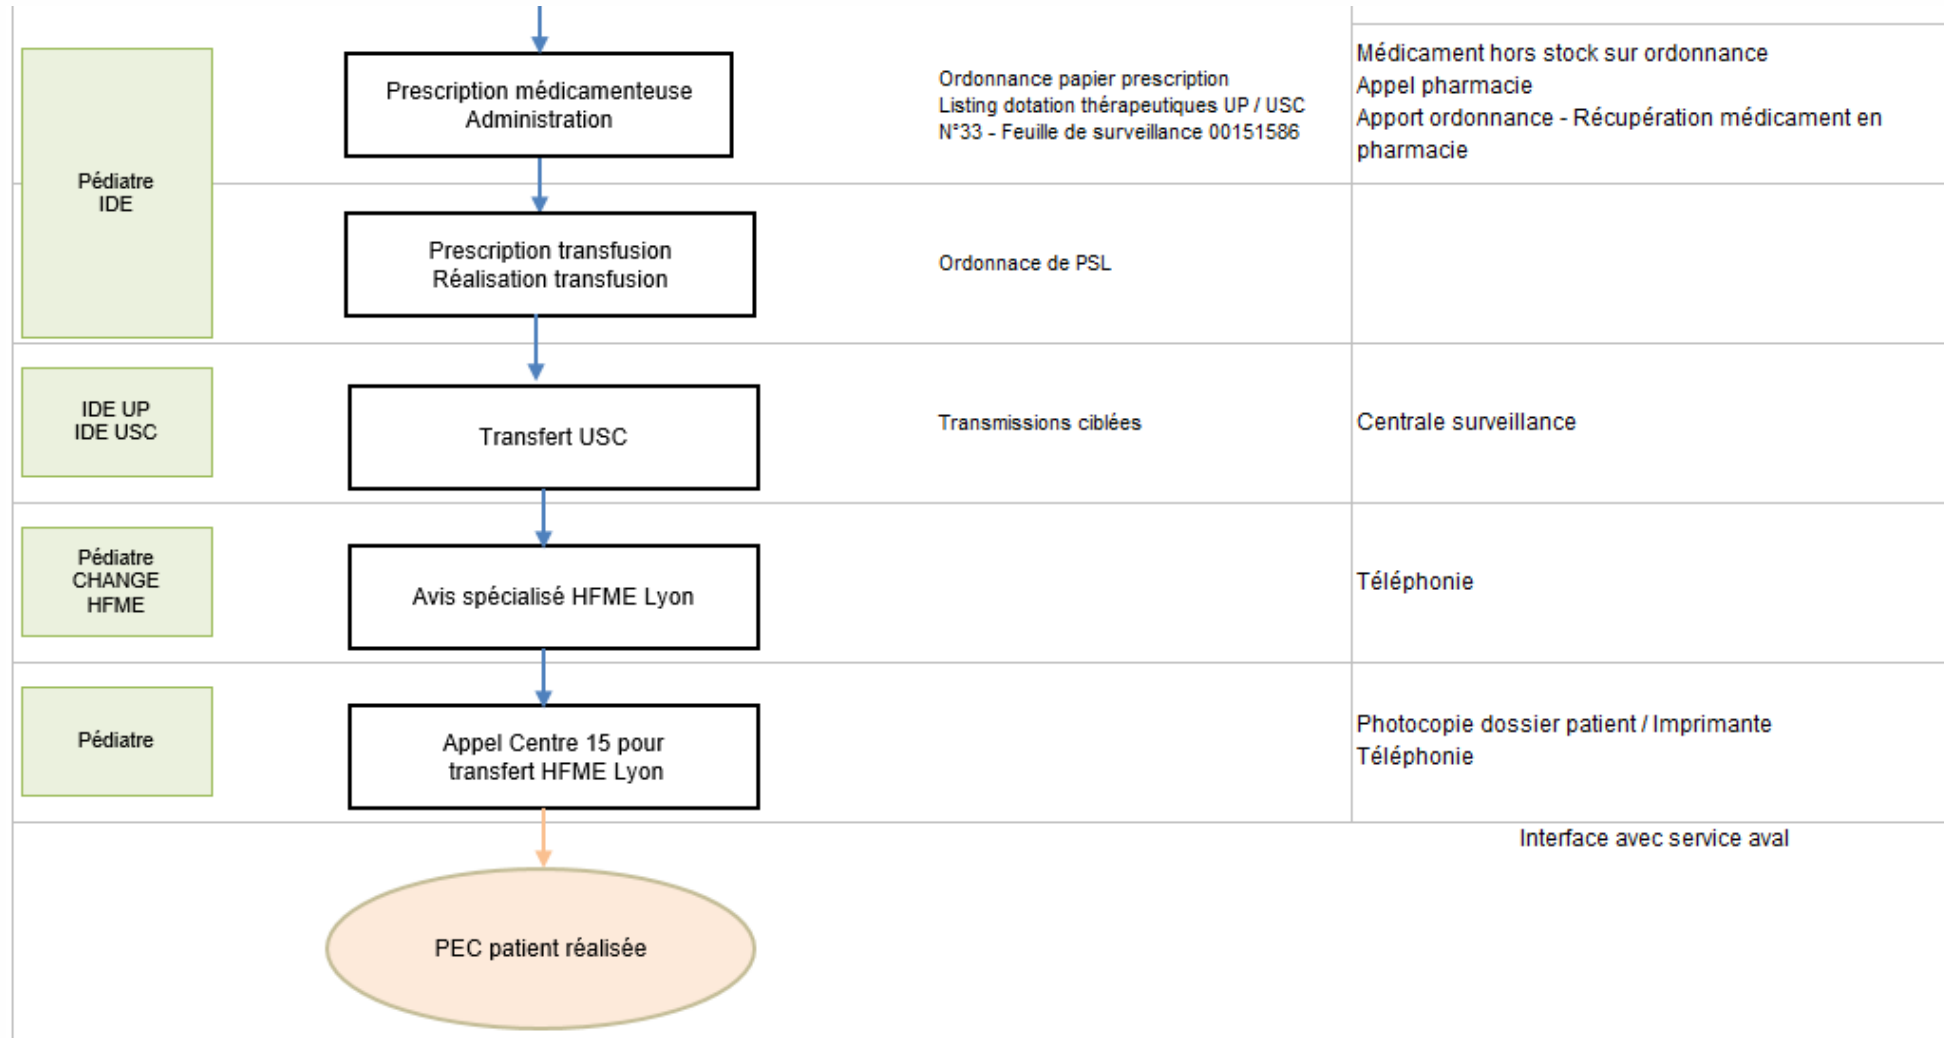 Pédiatre
IDE
Prescription médicamenteuse
Administration
Ordonnance papier prescription
Listing dotation thérapeutiques UP / USC
N°33 - Feuille de surveillance 00151586
Médicament hors stock sur ordonnance
Appel pharmacie
Apport ordonnance - Récupération médicament en
pharmacie
Prescription transfusion
Réalisation transfusion
Ordonnace de PSL
IDE UP
IDE USC
Transfert USC
Transmissions ciblées
Centrale surveillance
Pédiatre
CHANGE
HFME
Avis spécialisé HFME Lyon
Téléphonie
Pédiatre
Appel Centre 15 pour
transfert HFME Lyon
Photocopie dossier patient / Imprimante
Téléphonie
Interface avec service aval
PEC patient réalisée